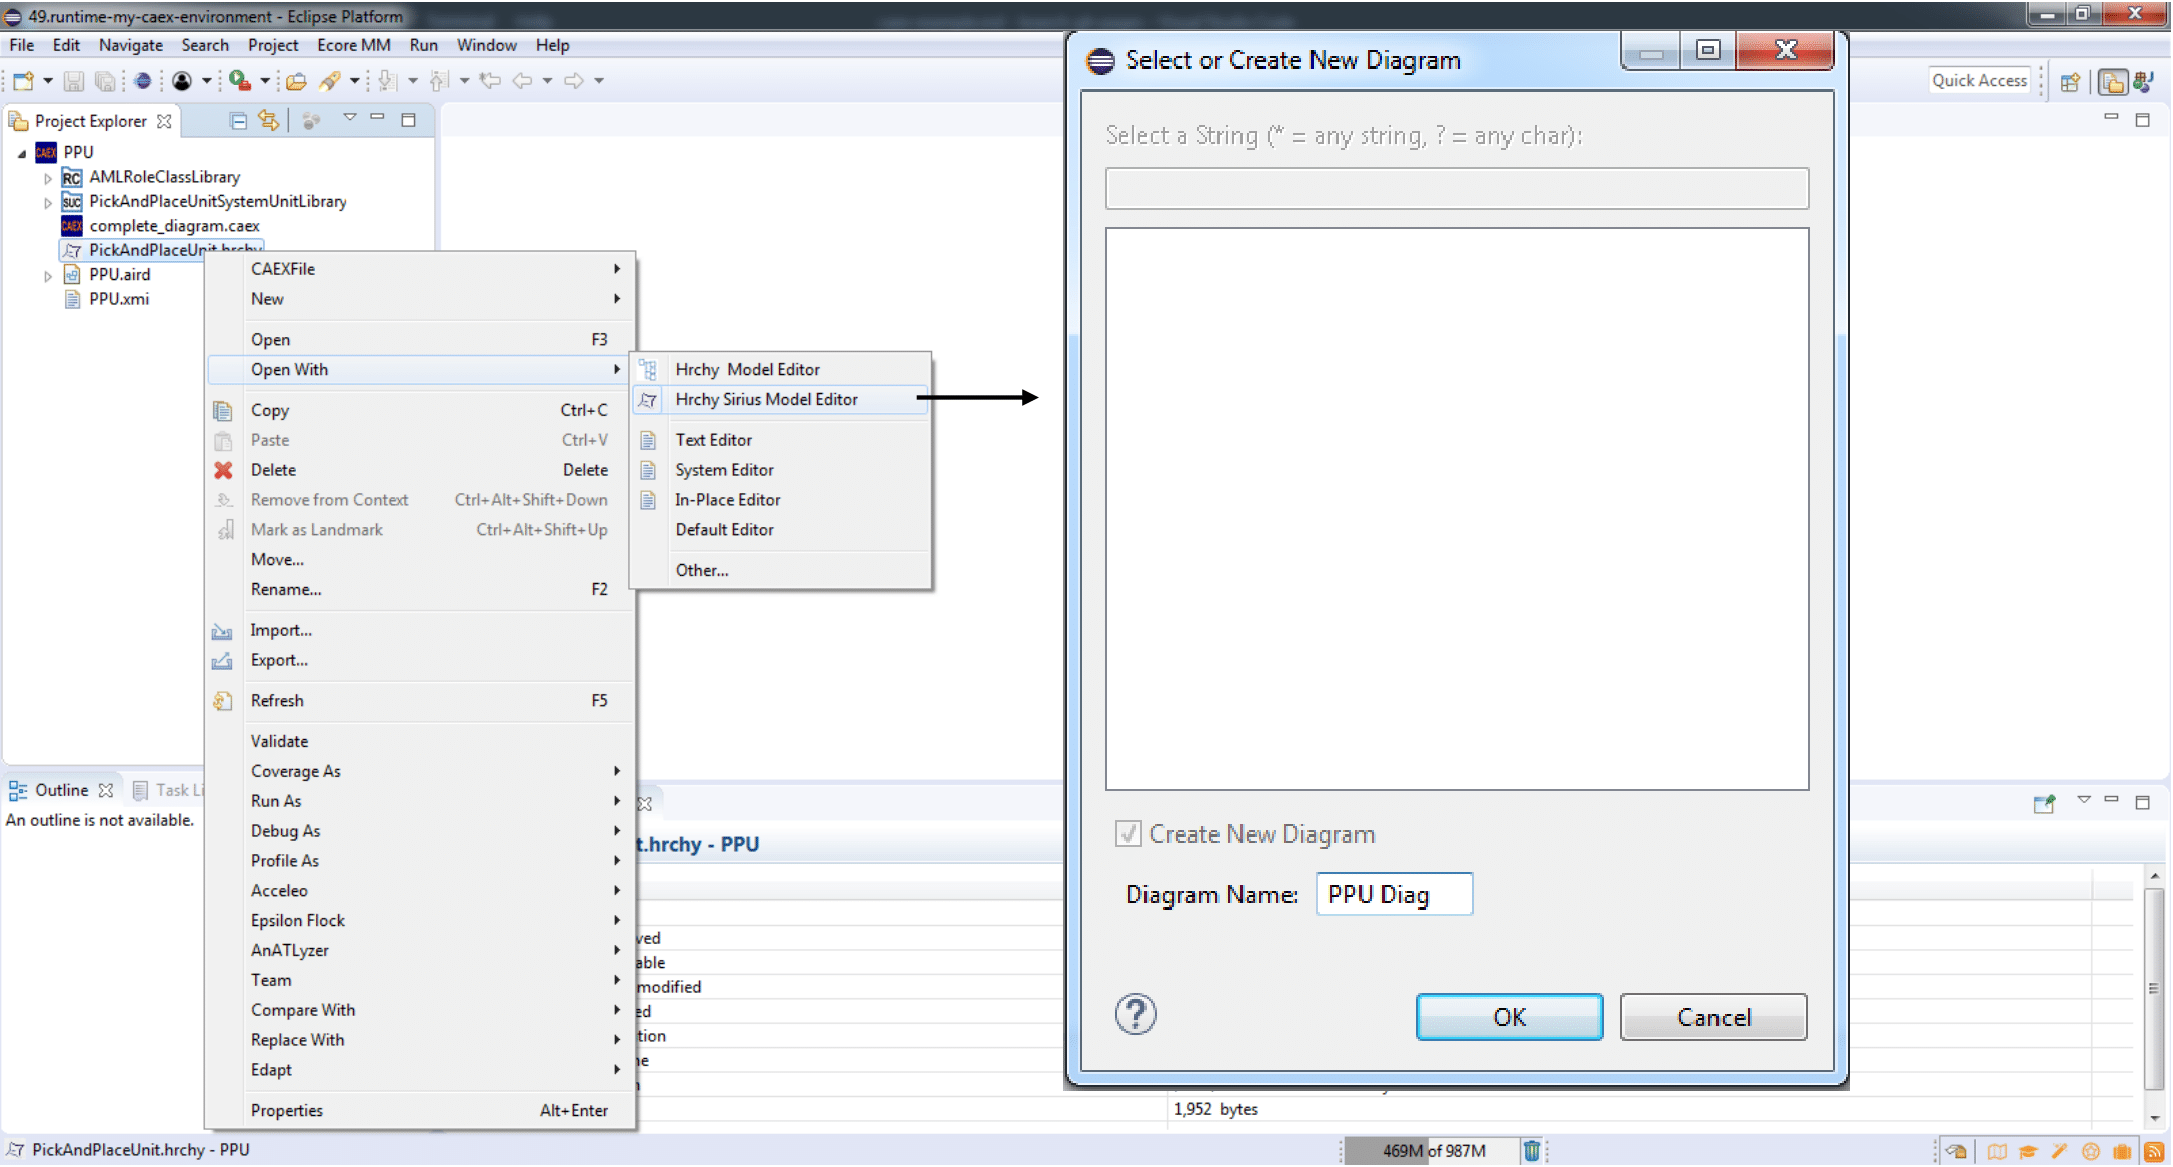 49.runtime-my-caex-environment - Eclipse Platform
File Edit Navigate Search Project Ecore MM Run Window Help
Quick Access
Project Explorer
CAEX PPU
RC AMLRoleClassLibrary
SUC PickAndPlaceUnitSystemUnitLibrary
CAEX complete_diagram.caex
PickAndPlaceUnit.hrchy
PPU.aird
PPU.xmi
CAEXFile
New
Open F3
Open With
Copy Ctrl+C
Paste Ctrl+V
Delete Delete
Remove from Context Ctrl+Alt+Shift+Down
Mark as Landmark Ctrl+Alt+Shift+Up
Move...
Rename... F2
Import...
Export...
Refresh F5
Validate
Coverage As
Run As
Debug As
Profile As
Acceleo
Epsilon Flock
AnATLyzer
Team
Compare With
Replace With
Edapt
Properties Alt+Enter
Hrchy Model Editor
Hrchy Sirius Model Editor
Text Editor
System Editor
In-Place Editor
Default Editor
Other...
Select or Create New Diagram
Select a String (* = any string, ? = any char):
Create New Diagram
Diagram Name: PPU Diag
OK Cancel
Outline Task Li
An outline is not available.
t.hrchy - PPU
ved
able
modified
ed
tion
ne
1,952 bytes
PickAndPlaceUnit.hrchy - PPU
469M of 987M